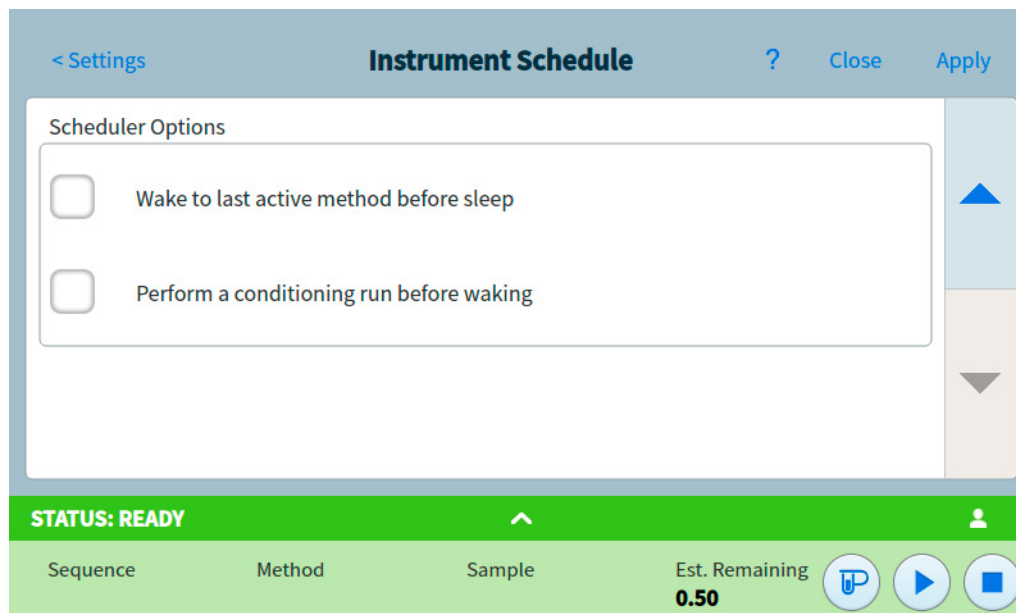 < Settings Instrument Schedule ? Close Apply
Scheduler Options
Wake to last active method before sleep
Perform a conditioning run before waking
STATUS: READY
Sequence Method Sample Est. Remaining
0.50